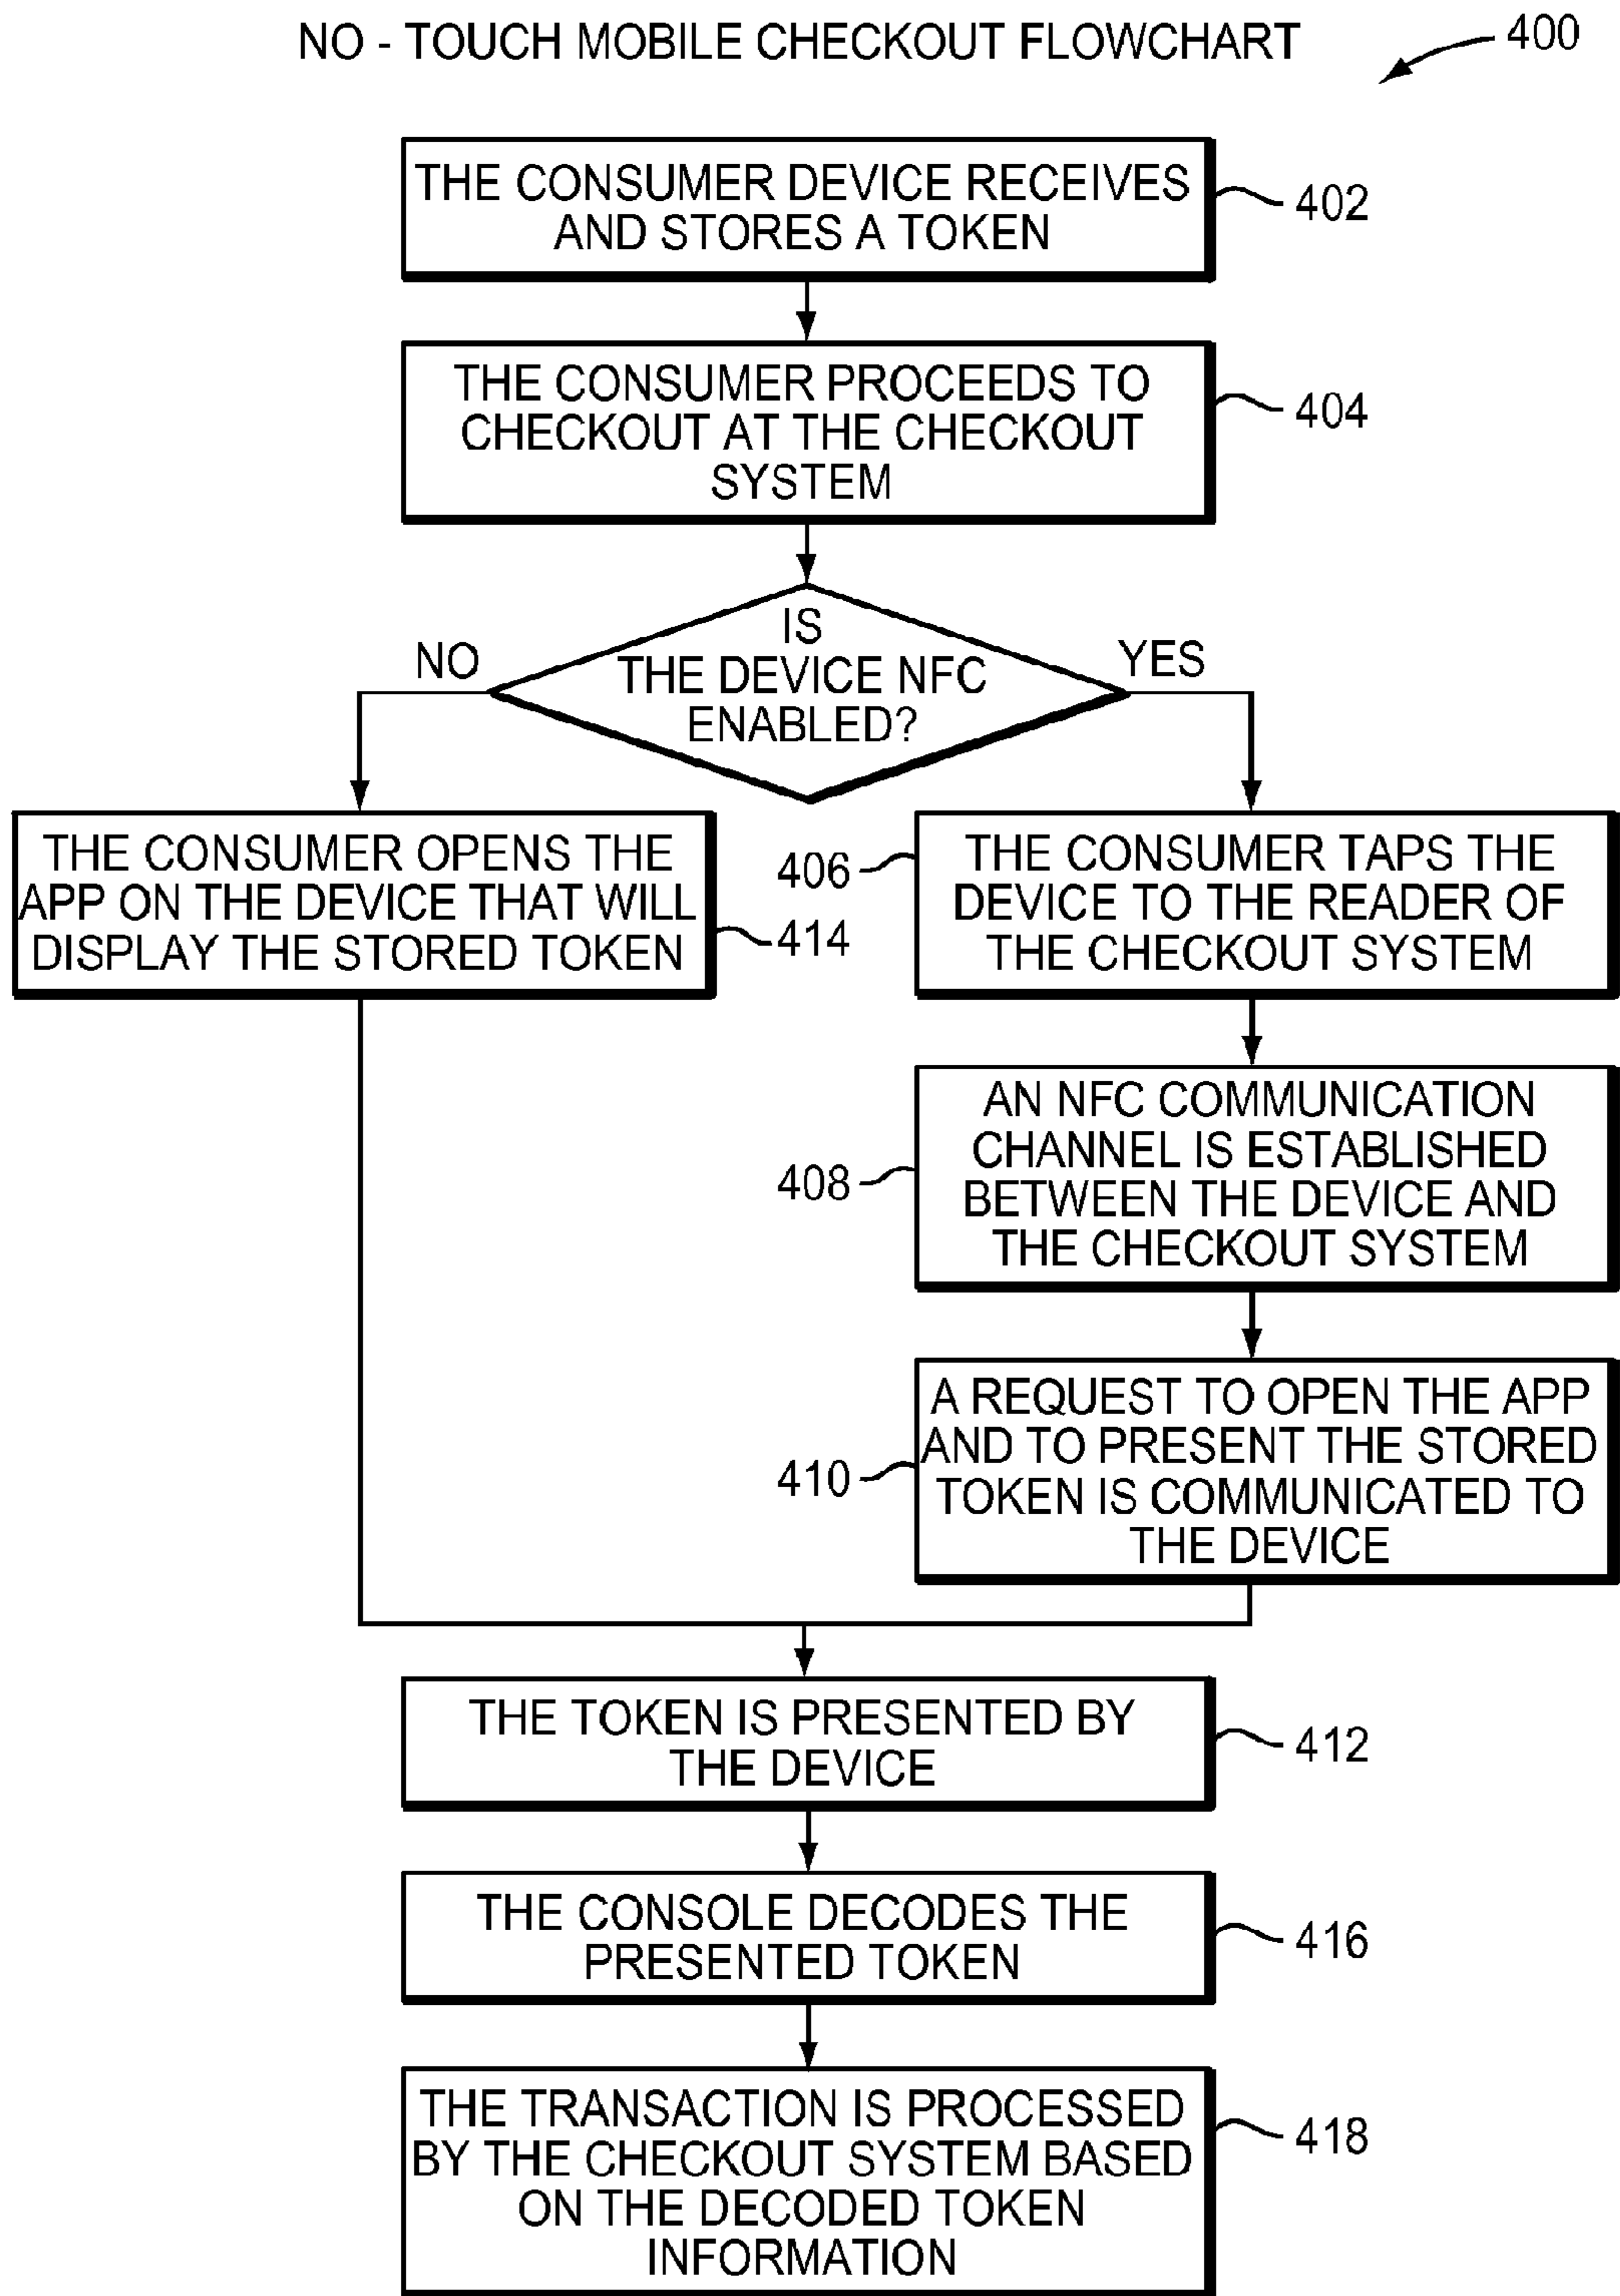 NO - TOUCH MOBILE CHECKOUT FLOWCHART
400
THE CONSUMER DEVICE RECEIVES
AND STORES A TOKEN
402
THE CONSUMER PROCEEDS TO
CHECKOUT AT THE CHECKOUT
SYSTEM
404
IS
THE DEVICE NFC
ENABLED?
NO
YES
THE CONSUMER OPENS THE
APP ON THE DEVICE THAT WILL
DISPLAY THE STORED TOKEN
414
406
THE CONSUMER TAPS THE
DEVICE TO THE READER OF
THE CHECKOUT SYSTEM
408
AN NFC COMMUNICATION
CHANNEL IS ESTABLISHED
BETWEEN THE DEVICE AND
THE CHECKOUT SYSTEM
410
A REQUEST TO OPEN THE APP
AND TO PRESENT THE STORED
TOKEN IS COMMUNICATED TO
THE DEVICE
THE TOKEN IS PRESENTED BY
THE DEVICE
412
THE CONSOLE DECODES THE
PRESENTED TOKEN
416
THE TRANSACTION IS PROCESSED
BY THE CHECKOUT SYSTEM BASED
ON THE DECODED TOKEN
INFORMATION
418